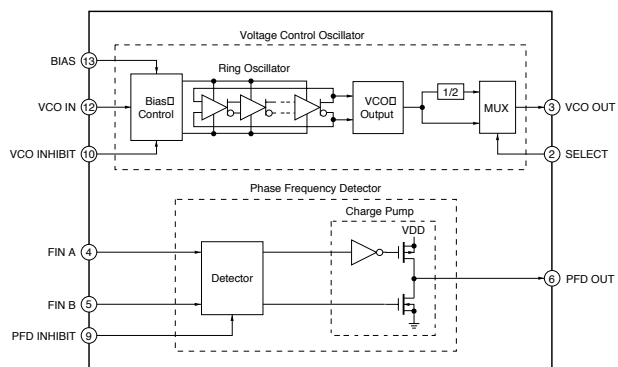 Voltage Control Oscillator
BIAS 13
Ring Oscillator
VCO IN 12
Bias□
Control
VCO□
Output
1/2
MUX
3 VCO OUT
VCO INHIBIT 10
2 SELECT
Phase Frequency Detector
Charge Pump
VDD
FIN A 4
Detector
6 PFD OUT
FIN B 5
PFD INHIBIT 9